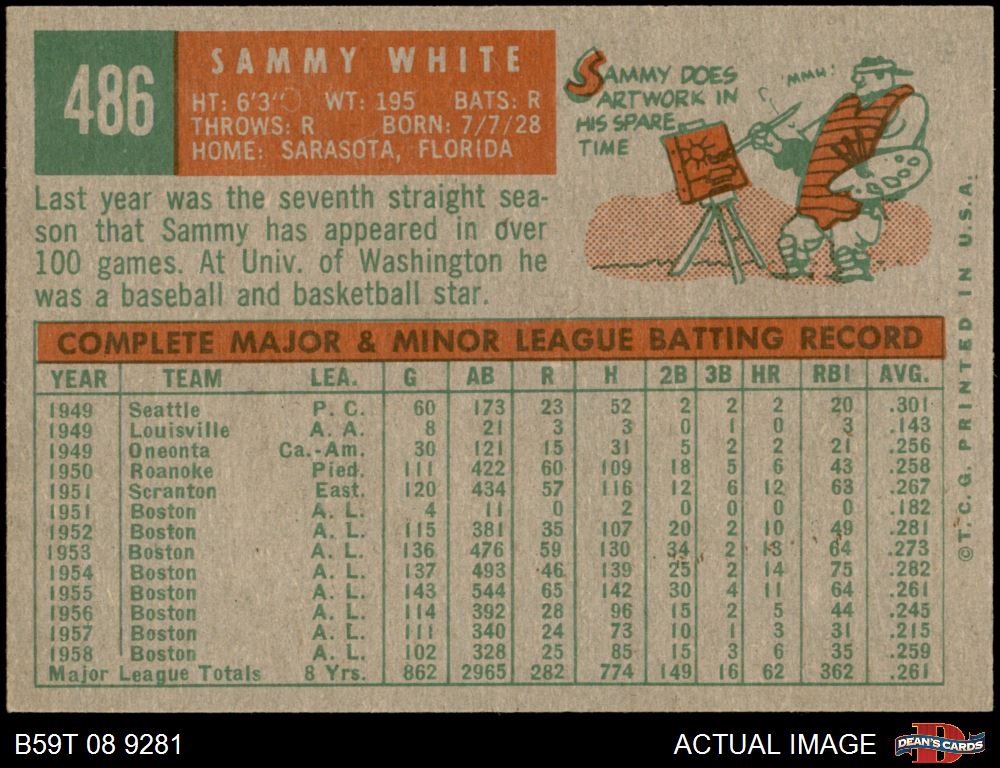 486
SAMMY WHITE
HT: 6'3" WT: 195 BATS: R
THROWS: R BORN: 7/7/28
HOME: SARASOTA, FLORIDA
SAMMY DOES
ARTWORK IN
HIS SPARE
TIME
MMM!
Last year was the seventh straight sea-
son that Sammy has appeared in over
100 games. At Univ. of Washington he
was a baseball and basketball star.
COMPLETE MAJOR & MINOR LEAGUE BATTING RECORD
YEAR TEAM LEA. G AB R H 2B 3B HR RBI AVG.
1949 Seattle P. C. 60 173 23 52 2 2 2 20 .301
1949 Louisville A. A. 8 21 3 3 0 1 0 3 .143
1949 Oneonta Ca.-Am. 30 121 15 31 5 2 2 21 .256
1950 Roanoke Pied. 111 422 60 109 18 5 6 43 .258
1951 Scranton East. 120 434 57 116 12 6 12 63 .267
1951 Boston A. L. 4 11 0 2 0 0 0 0 .182
1952 Boston A. L. 115 381 35 107 20 2 10 49 .281
1953 Boston A. L. 136 476 59 130 34 2 13 64 .273
1954 Boston A. L. 137 493 46 139 25 2 14 75 .282
1955 Boston A. L. 143 544 65 142 30 4 11 64 .261
1956 Boston A. L. 114 392 28 96 15 2 5 44 .245
1957 Boston A. L. 111 340 24 73 10 1 3 31 .215
1958 Boston A. L. 102 328 25 85 15 3 6 35 .259
Major League Totals 8 Yrs. 862 2965 282 774 149 16 62 362 .261
©T.C.G. PRINTED IN U.S.A.
B59T 08 9281
ACTUAL IMAGE
D
DEAN'S CARDS